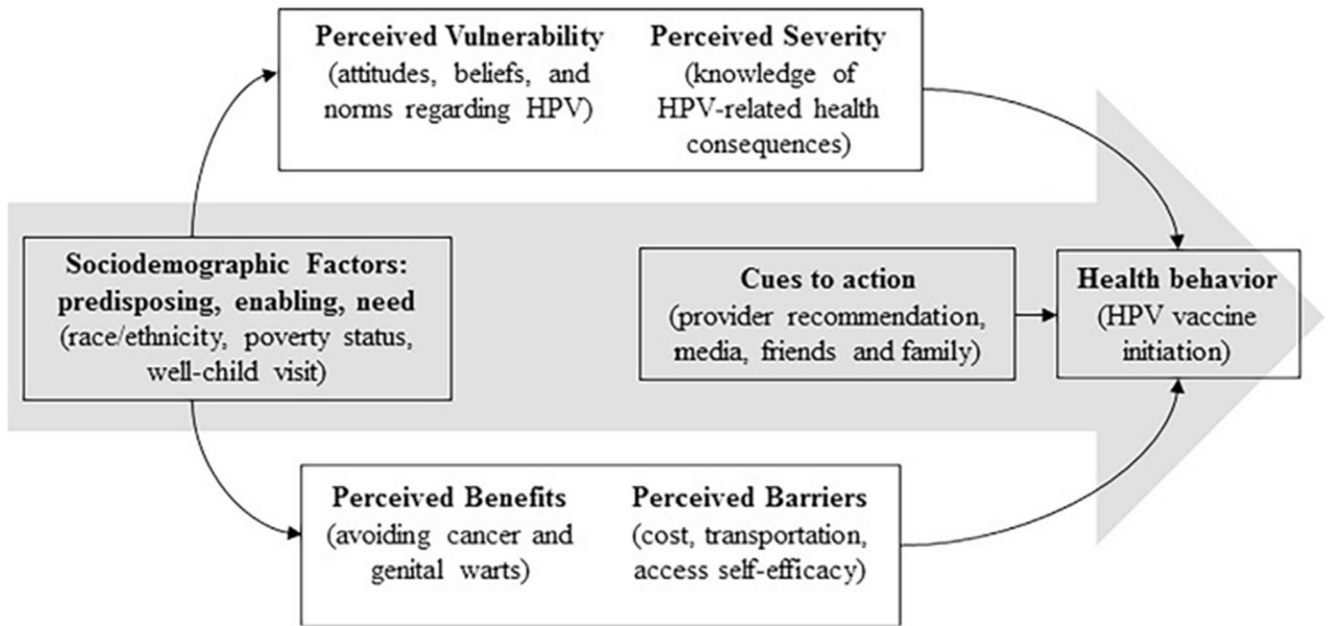 Perceived Vulnerability
(attitudes, beliefs, and
norms regarding HPV)
Perceived Severity
(knowledge of
HPV-related health
consequences)
Sociodemographic Factors:
predisposing, enabling, need
(race/ethnicity, poverty status,
well-child visit)
Cues to action
(provider recommendation,
media, friends and family)
Health behavior
(HPV vaccine
initiation)
Perceived Benefits
(avoiding cancer and
genital warts)
Perceived Barriers
(cost, transportation,
access self-efficacy)